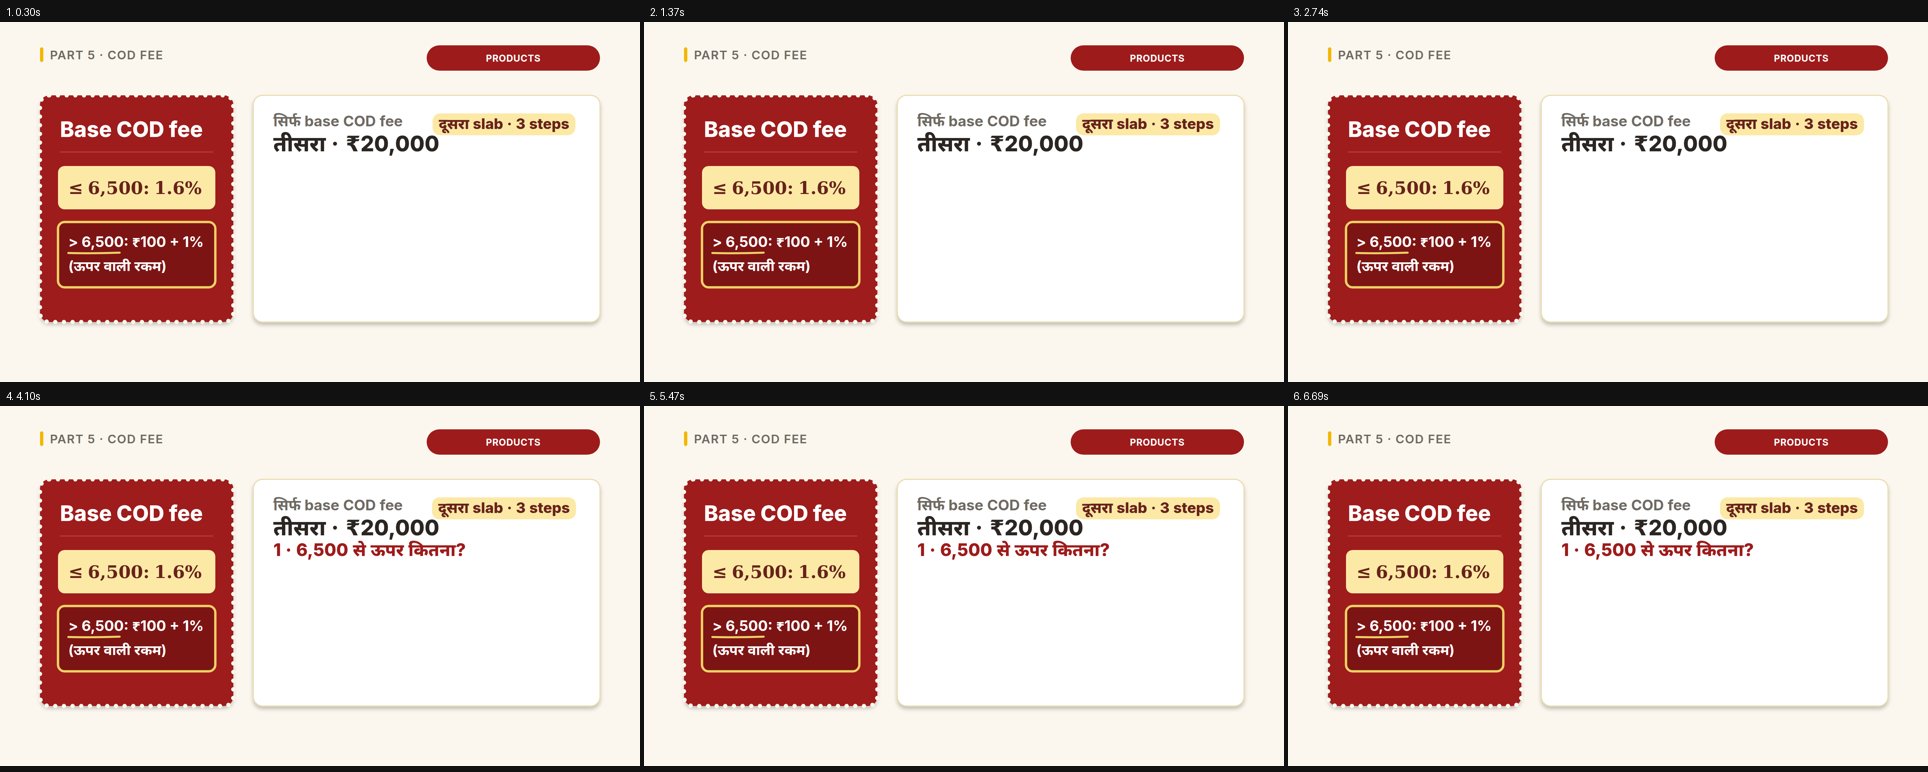 1. 0.30s
PART 5 · COD FEE
PRODUCTS
Base COD fee
≤ 6,500: 1.6%
> 6,500: ₹100 + 1%
(ऊपर वाली रकम)
सिर्फ base COD fee
दूसरा slab · 3 steps
तीसरा · ₹20,000
2. 1.37s
PART 5 · COD FEE
PRODUCTS
Base COD fee
≤ 6,500: 1.6%
> 6,500: ₹100 + 1%
(ऊपर वाली रकम)
सिर्फ base COD fee
दूसरा slab · 3 steps
तीसरा · ₹20,000
3. 2.74s
PART 5 · COD FEE
PRODUCTS
Base COD fee
≤ 6,500: 1.6%
> 6,500: ₹100 + 1%
(ऊपर वाली रकम)
सिर्फ base COD fee
दूसरा slab · 3 steps
तीसरा · ₹20,000
4. 4.10s
PART 5 · COD FEE
PRODUCTS
Base COD fee
≤ 6,500: 1.6%
> 6,500: ₹100 + 1%
(ऊपर वाली रकम)
सिर्फ base COD fee
दूसरा slab · 3 steps
तीसरा · ₹20,000
1 · 6,500 से ऊपर कितना?
5. 5.47s
PART 5 · COD FEE
PRODUCTS
Base COD fee
≤ 6,500: 1.6%
> 6,500: ₹100 + 1%
(ऊपर वाली रकम)
सिर्फ base COD fee
दूसरा slab · 3 steps
तीसरा · ₹20,000
1 · 6,500 से ऊपर कितना?
6. 6.69s
PART 5 · COD FEE
PRODUCTS
Base COD fee
≤ 6,500: 1.6%
> 6,500: ₹100 + 1%
(ऊपर वाली रकम)
सिर्फ base COD fee
दूसरा slab · 3 steps
तीसरा · ₹20,000
1 · 6,500 से ऊपर कितना?